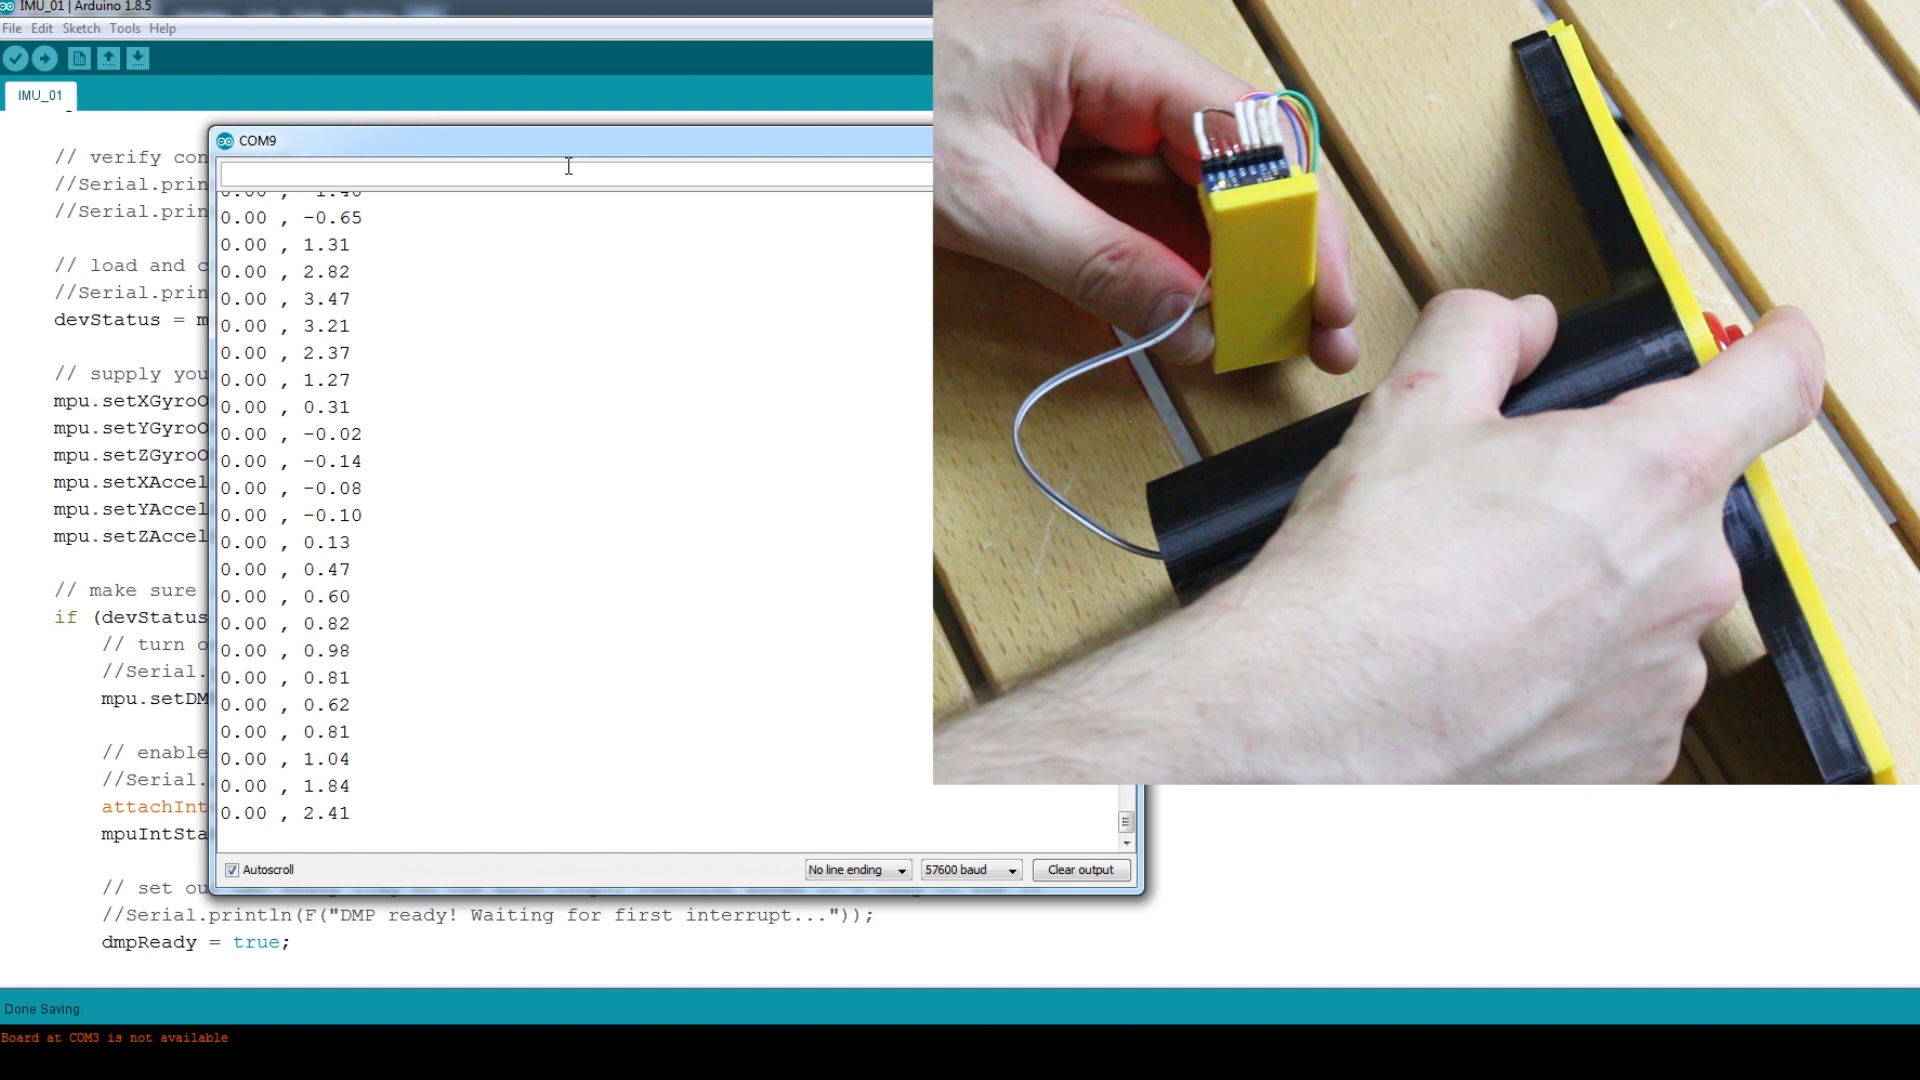 IMU_01 | Arduino 1.8.5
File Edit Sketch Tools Help
IMU_01
// verify con
//Serial.prin
//Serial.prin
// load and c
//Serial.prin
devStatus = m
// supply you
mpu.setXGyroO
mpu.setYGyroO
mpu.setZGyroO
mpu.setXAccel
mpu.setYAccel
mpu.setZAccel
// make sure
if (devStatus
// turn o
//Serial.
mpu.setDM
// enable
//Serial.
attachInt
mpuIntSta
// set ou
//Serial.println(F("DMP ready! Waiting for first interrupt..."));
dmpReady = true;
COM9
0.00 , -0.65
0.00 , 1.31
0.00 , 2.82
0.00 , 3.47
0.00 , 3.21
0.00 , 2.37
0.00 , 1.27
0.00 , 0.31
0.00 , -0.02
0.00 , -0.14
0.00 , -0.08
0.00 , -0.10
0.00 , 0.13
0.00 , 0.47
0.00 , 0.60
0.00 , 0.82
0.00 , 0.98
0.00 , 0.81
0.00 , 0.62
0.00 , 0.81
0.00 , 1.04
0.00 , 1.84
0.00 , 2.41
Autoscroll
No line ending
57600 baud
Clear output
Done Saving.
Board at COM3 is not available